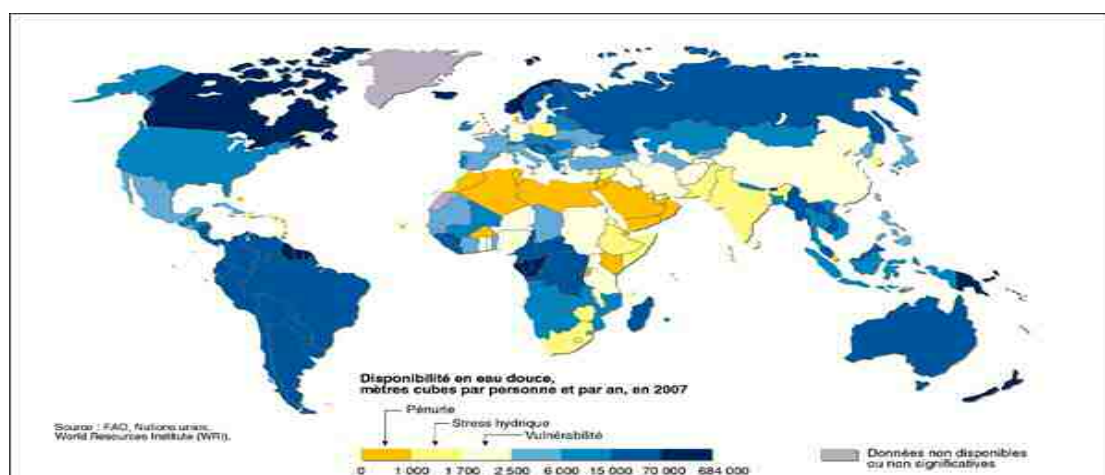 Disponibilité en eau douce,
mètres cubes par personne et par an, en 2007
Pénurie
Stress hydrique
Vulnérabilité
0 1 000 1 700 2 500 6 000 15 000 70 000 684 000
Source : FAO, Nations unies,
World Resources Institute (WRI).
Données non disponibles
ou non significatives